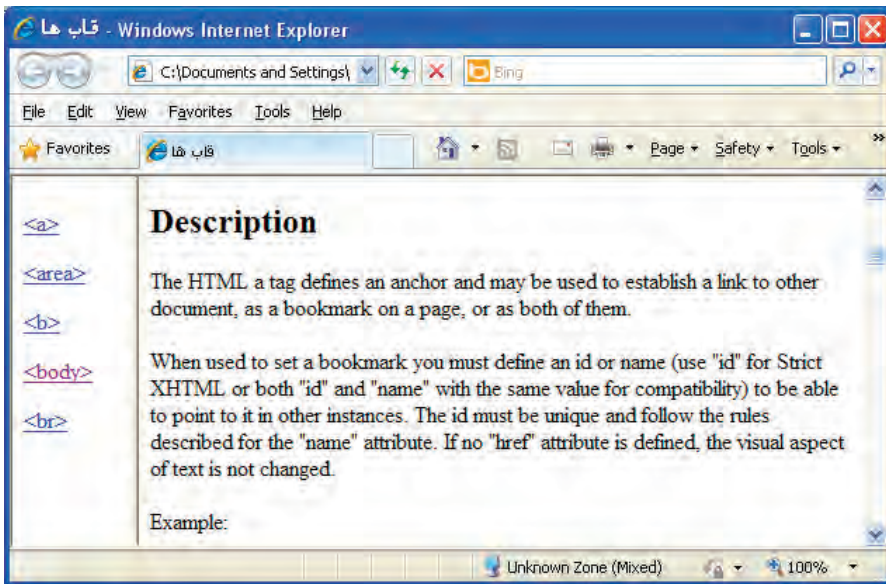 قاب ها - Windows Internet Explorer
C:\Documents and Settings\ Bing
File Edit View Favorites Tools Help
Favorites قاب ها Page Safety Tools »
<a>
<area>
<b>
<body>
<br>
Description
The HTML a tag defines an anchor and may be used to establish a link to other
document, as a bookmark on a page, or as both of them.
When used to set a bookmark you must define an id or name (use "id" for Strict
XHTML or both "id" and "name" with the same value for compatibility) to be able
to point to it in other instances. The id must be unique and follow the rules
described for the "name" attribute. If no "href" attribute is defined, the visual aspect
of text is not changed.
Example:
Unknown Zone (Mixed) 100%